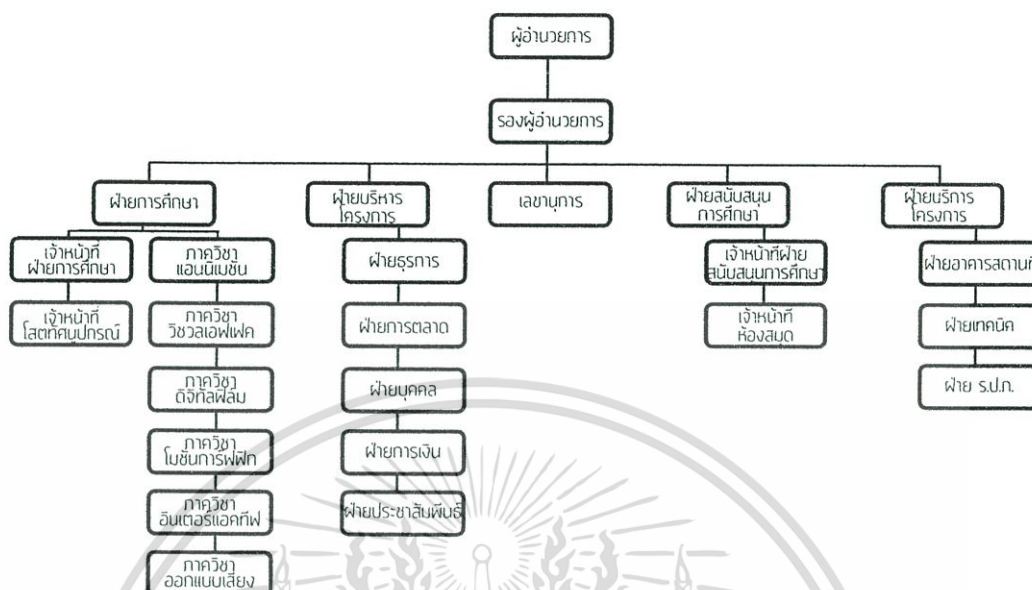 ผู้อำนวยการ
รองผู้อำนวยการ
ฝ่ายการศึกษา
ฝ่ายบริหาร
โครงการ
เลขานุการ
ฝ่ายสนับสนุน
การศึกษา
ฝ่ายบริการ
โครงการ
เจ้าหน้าที่
ฝ่ายการศึกษา
เจ้าหน้าที่
โสตทัศนูปกรณ์
ภาควิชา
แอนนิเมชั่น
ภาควิชา
วิชวลเอฟเฟค
ภาควิชา
ดิจิทัลฟิล์ม
ภาควิชา
โมชั่นการ์ฟฟิก
ภาควิชา
อินเตอร์แอคทีฟ
ภาควิชา
ออกแบบเสียง
ฝ่ายธุรการ
ฝ่ายการตลาด
ฝ่ายบุคคล
ฝ่ายการเงิน
ฝ่ายประชาสัมพันธ์
เจ้าหน้าที่ฝ่าย
สนับสนุนการศึกษา
เจ้าหน้าที่
ห้องสมุด
ฝ่ายอาคารสถานที่
ฝ่ายเทคนิค
ฝ่าย ร.ป.ภ.